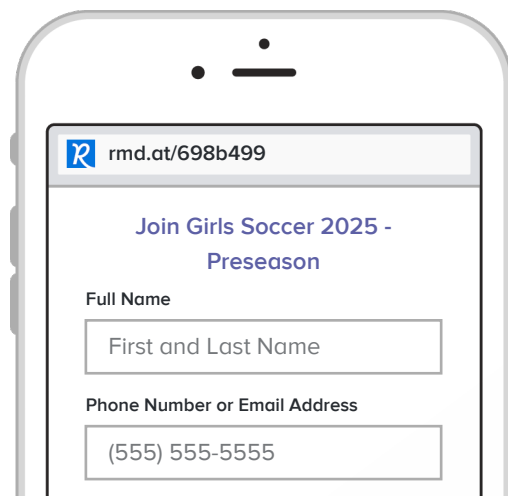 rmd.at/698b499
Join Girls Soccer 2025 -
Preseason
Full Name
First and Last Name
Phone Number or Email Address
(555) 555-5555